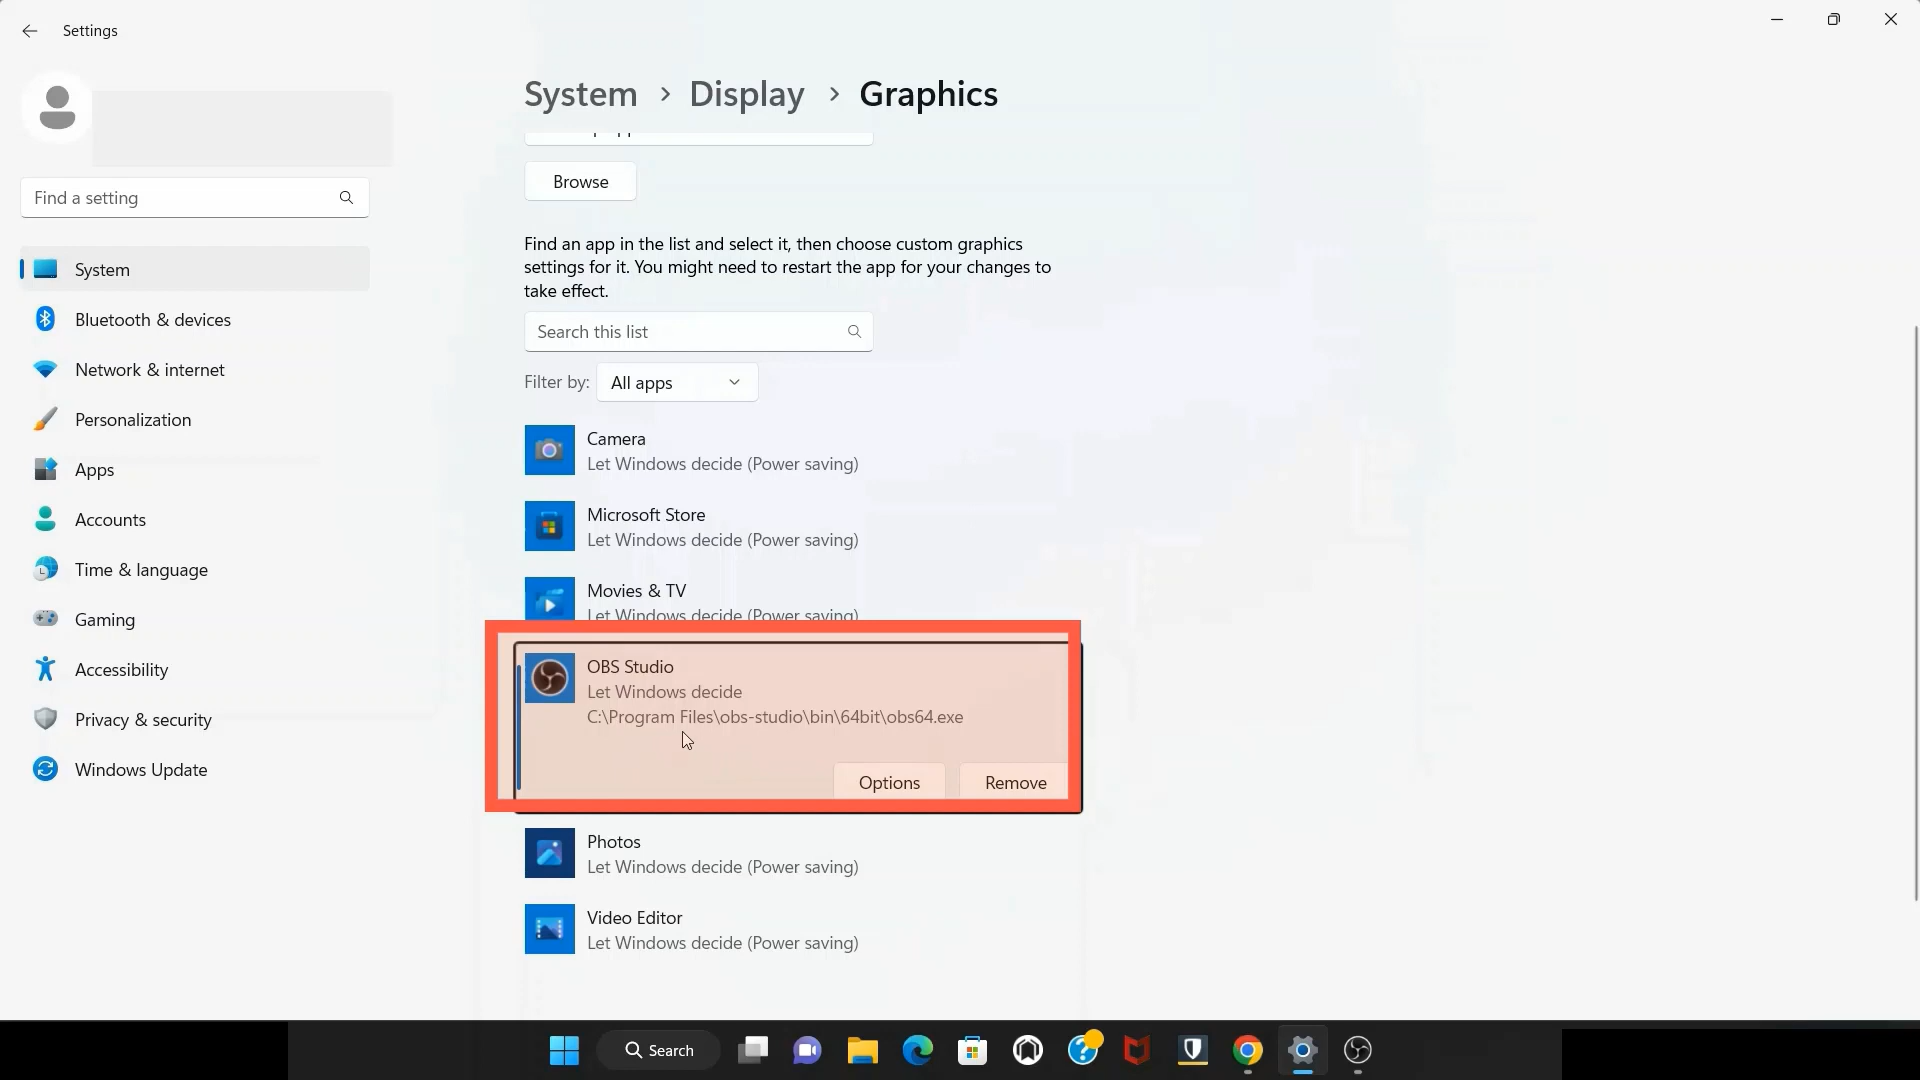 Settings
System > Display > Graphics
Browse
Find a setting
Find an app in the list and select it, then choose custom graphics
settings for it. You might need to restart the app for your changes to
take effect.
Search this list
Filter by: All apps
System
Bluetooth & devices
Network & internet
Personalization
Apps
Accounts
Time & language
Gaming
Accessibility
Privacy & security
Windows Update
Camera
Let Windows decide (Power saving)
Microsoft Store
Let Windows decide (Power saving)
Movies & TV
Let Windows decide (Power saving)
OBS Studio
Let Windows decide
C:\Program Files\obs-studio\bin\64bit\obs64.exe
Options
Remove
Photos
Let Windows decide (Power saving)
Video Editor
Let Windows decide (Power saving)
Search